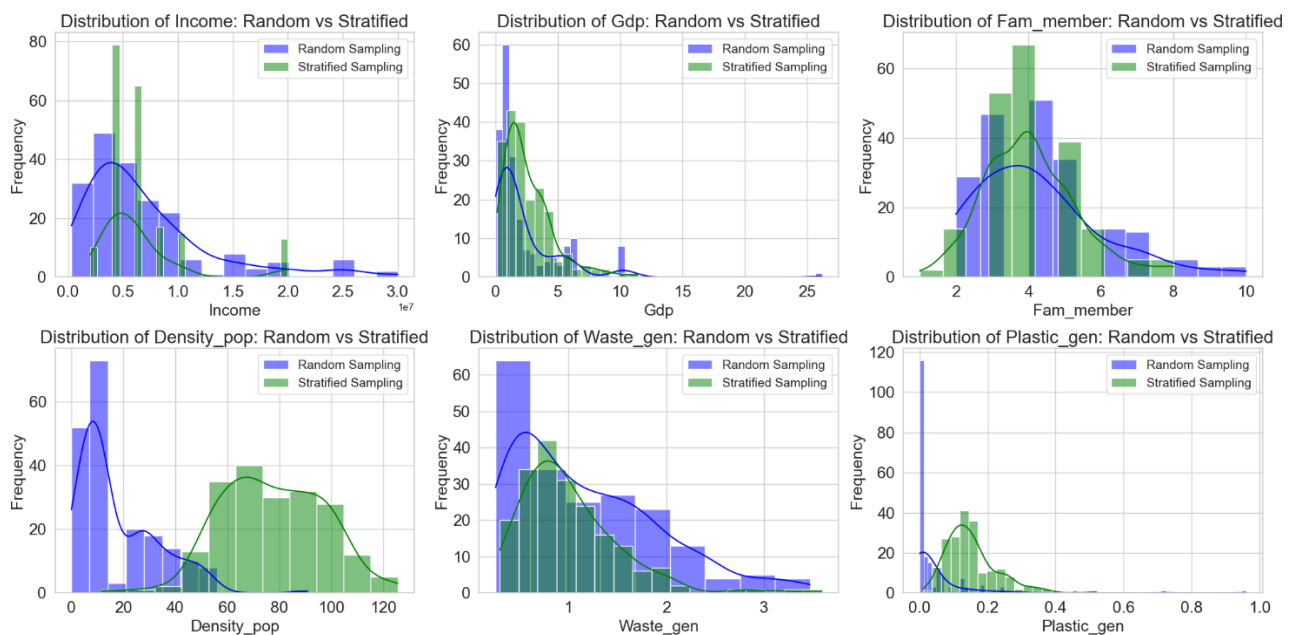 Distribution of Income: Random vs Stratified
80
60
40
20
0
Frequency
Random Sampling
Stratified Sampling
0.0 0.5 1.0 1.5 2.0 2.5 3.0
1e7
Income
Distribution of Gdp: Random vs Stratified
60
50
40
30
20
10
0
Frequency
Random Sampling
Stratified Sampling
0 5 10 15 20 25
Gdp
Distribution of Fam_member: Random vs Stratified
60
40
20
0
Frequency
Random Sampling
Stratified Sampling
2 4 6 8 10
Fam_member
Distribution of Density_pop: Random vs Stratified
60
40
20
0
Frequency
Random Sampling
Stratified Sampling
0 20 40 60 80 100 120
Density_pop
Distribution of Waste_gen: Random vs Stratified
60
50
40
30
20
10
0
Frequency
Random Sampling
Stratified Sampling
1 2 3
Waste_gen
Distribution of Plastic_gen: Random vs Stratified
120
100
80
60
40
20
0
Frequency
Random Sampling
Stratified Sampling
0.0 0.2 0.4 0.6 0.8 1.0
Plastic_gen